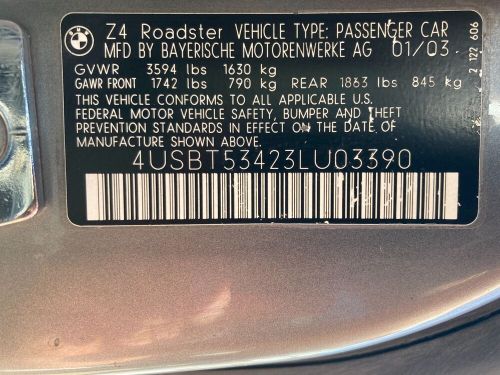 BMW
Z4 Roadster VEHICLE TYPE: PASSENGER CAR
MFD BY BAYERISCHE MOTORENWERKE AG 01/03
GVWR 3594 lbs 1630 kg
GAWR FRONT 1742 lbs 790 kg REAR 1863 lbs 845 kg
THIS VEHICLE CONFORMS TO ALL APPLICABLE U.S.
FEDERAL MOTOR VEHICLE SAFETY, BUMPER AND THEFT
PREVENTION STANDARDS IN EFFECT ON THE DATE OF
MANUFACTURE SHOWN ABOVE.
4USBT53423LU03390
2 122 606